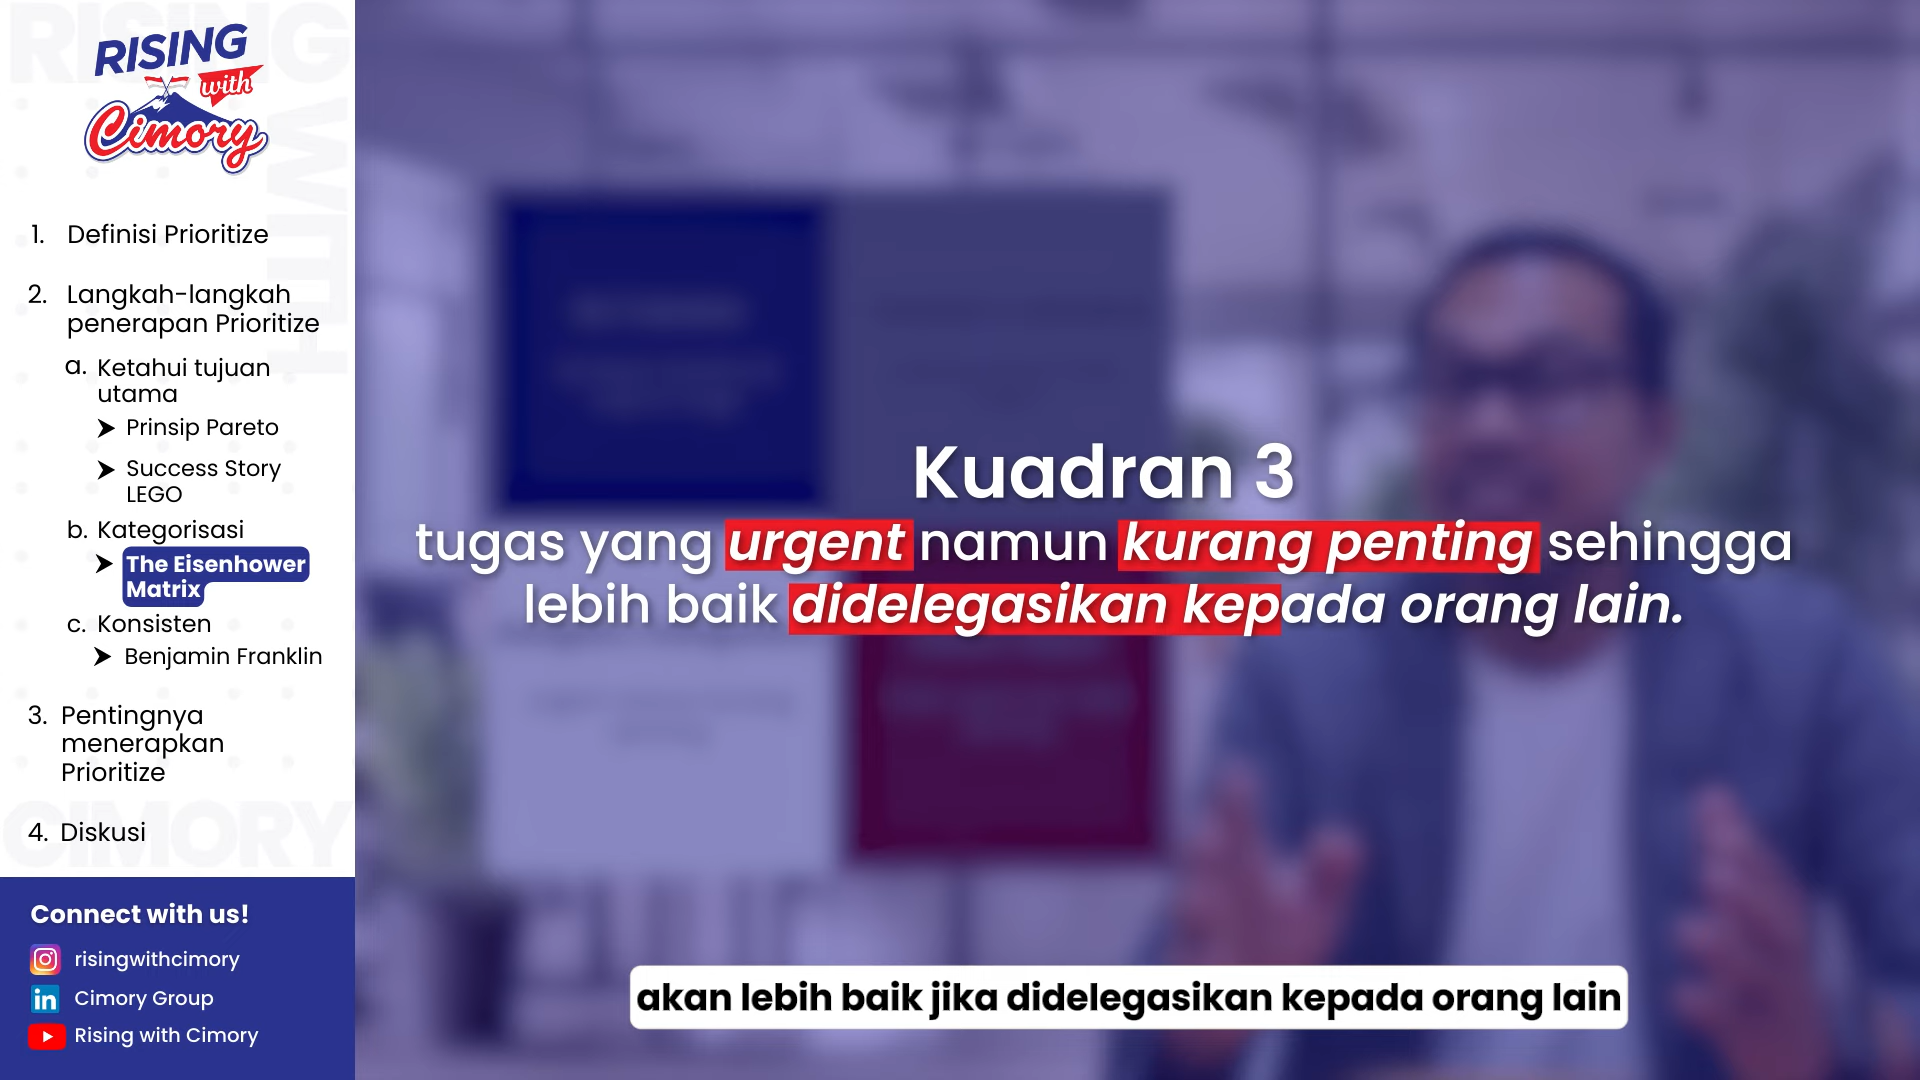 RISING
with
Cimory
1. Definisi Prioritize
2. Langkah-langkah
penerapan Prioritize
a. Ketahui tujuan
utama
➤ Prinsip Pareto
➤ Success Story
LEGO
b. Kategorisasi
➤ The Eisenhower
Matrix
c. Konsisten
➤ Benjamin Franklin
3. Pentingnya
menerapkan
Prioritize
4. Diskusi
Connect with us!
risingwithcimory
Cimory Group
Rising with Cimory
Kuadran 3
tugas yang urgent namun kurang penting sehingga
lebih baik didelegasikan kepada orang lain.
akan lebih baik jika didelegasikan kepada orang lain
RISING
WITH
CIMORY